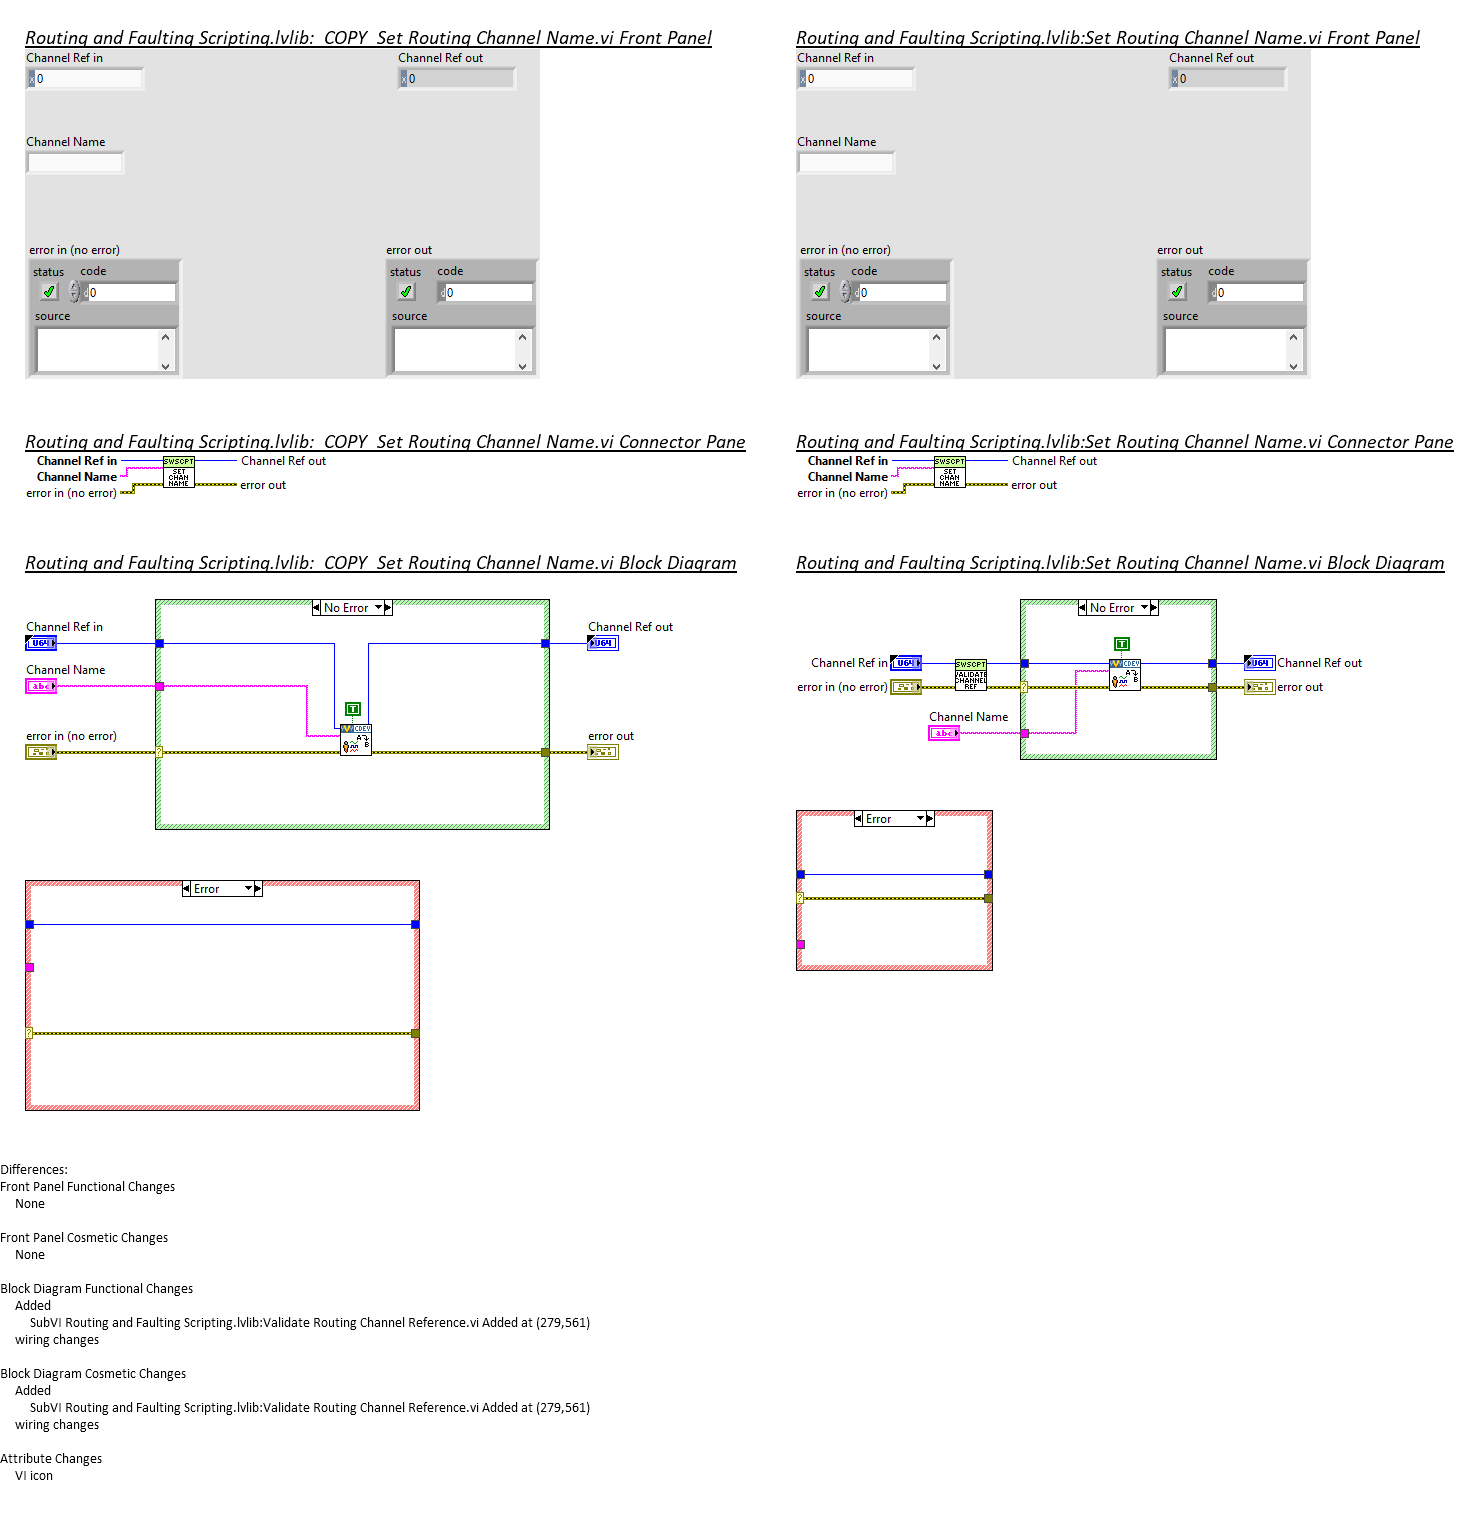 Routing and Faulting Scripting.lvlib:_COPY_Set Routing Channel Name.vi Front Panel
Channel Ref in
x 0
Channel Ref out
x 0
Channel Name
error in (no error)
status code
d 0
source
error out
status code
d 0
source
Routing and Faulting Scripting.lvlib:Set Routing Channel Name.vi Front Panel
Channel Ref in
x 0
Channel Ref out
x 0
Channel Name
error in (no error)
status code
d 0
source
error out
status code
d 0
source
Routing and Faulting Scripting.lvlib:_COPY_Set Routing Channel Name.vi Connector Pane
Channel Ref in
Channel Name
error in (no error)
SWSCPT
SET
CHAN
NAME
Channel Ref out
error out
Routing and Faulting Scripting.lvlib:Set Routing Channel Name.vi Connector Pane
Channel Ref in
Channel Name
error in (no error)
SWSCPT
SET
CHAN
NAME
Channel Ref out
error out
Routing and Faulting Scripting.lvlib:_COPY_Set Routing Channel Name.vi Block Diagram
No Error
Channel Ref in
U64
Channel Ref out
U64
Channel Name
abc
T
CDEV
A
B
error in (no error)
?
error out
Error
?
Routing and Faulting Scripting.lvlib:Set Routing Channel Name.vi Block Diagram
No Error
T
Channel Ref in U64
SWSCPT
VALIDATE
CHANNEL
REF
CDEV
A
B
U64 Channel Ref out
error in (no error)
?
error out
Channel Name
abc
Error
?
Differences:
Front Panel Functional Changes
None
Front Panel Cosmetic Changes
None
Block Diagram Functional Changes
Added
SubVI Routing and Faulting Scripting.lvlib:Validate Routing Channel Reference.vi Added at (279,561)
wiring changes
Block Diagram Cosmetic Changes
Added
SubVI Routing and Faulting Scripting.lvlib:Validate Routing Channel Reference.vi Added at (279,561)
wiring changes
Attribute Changes
VI icon